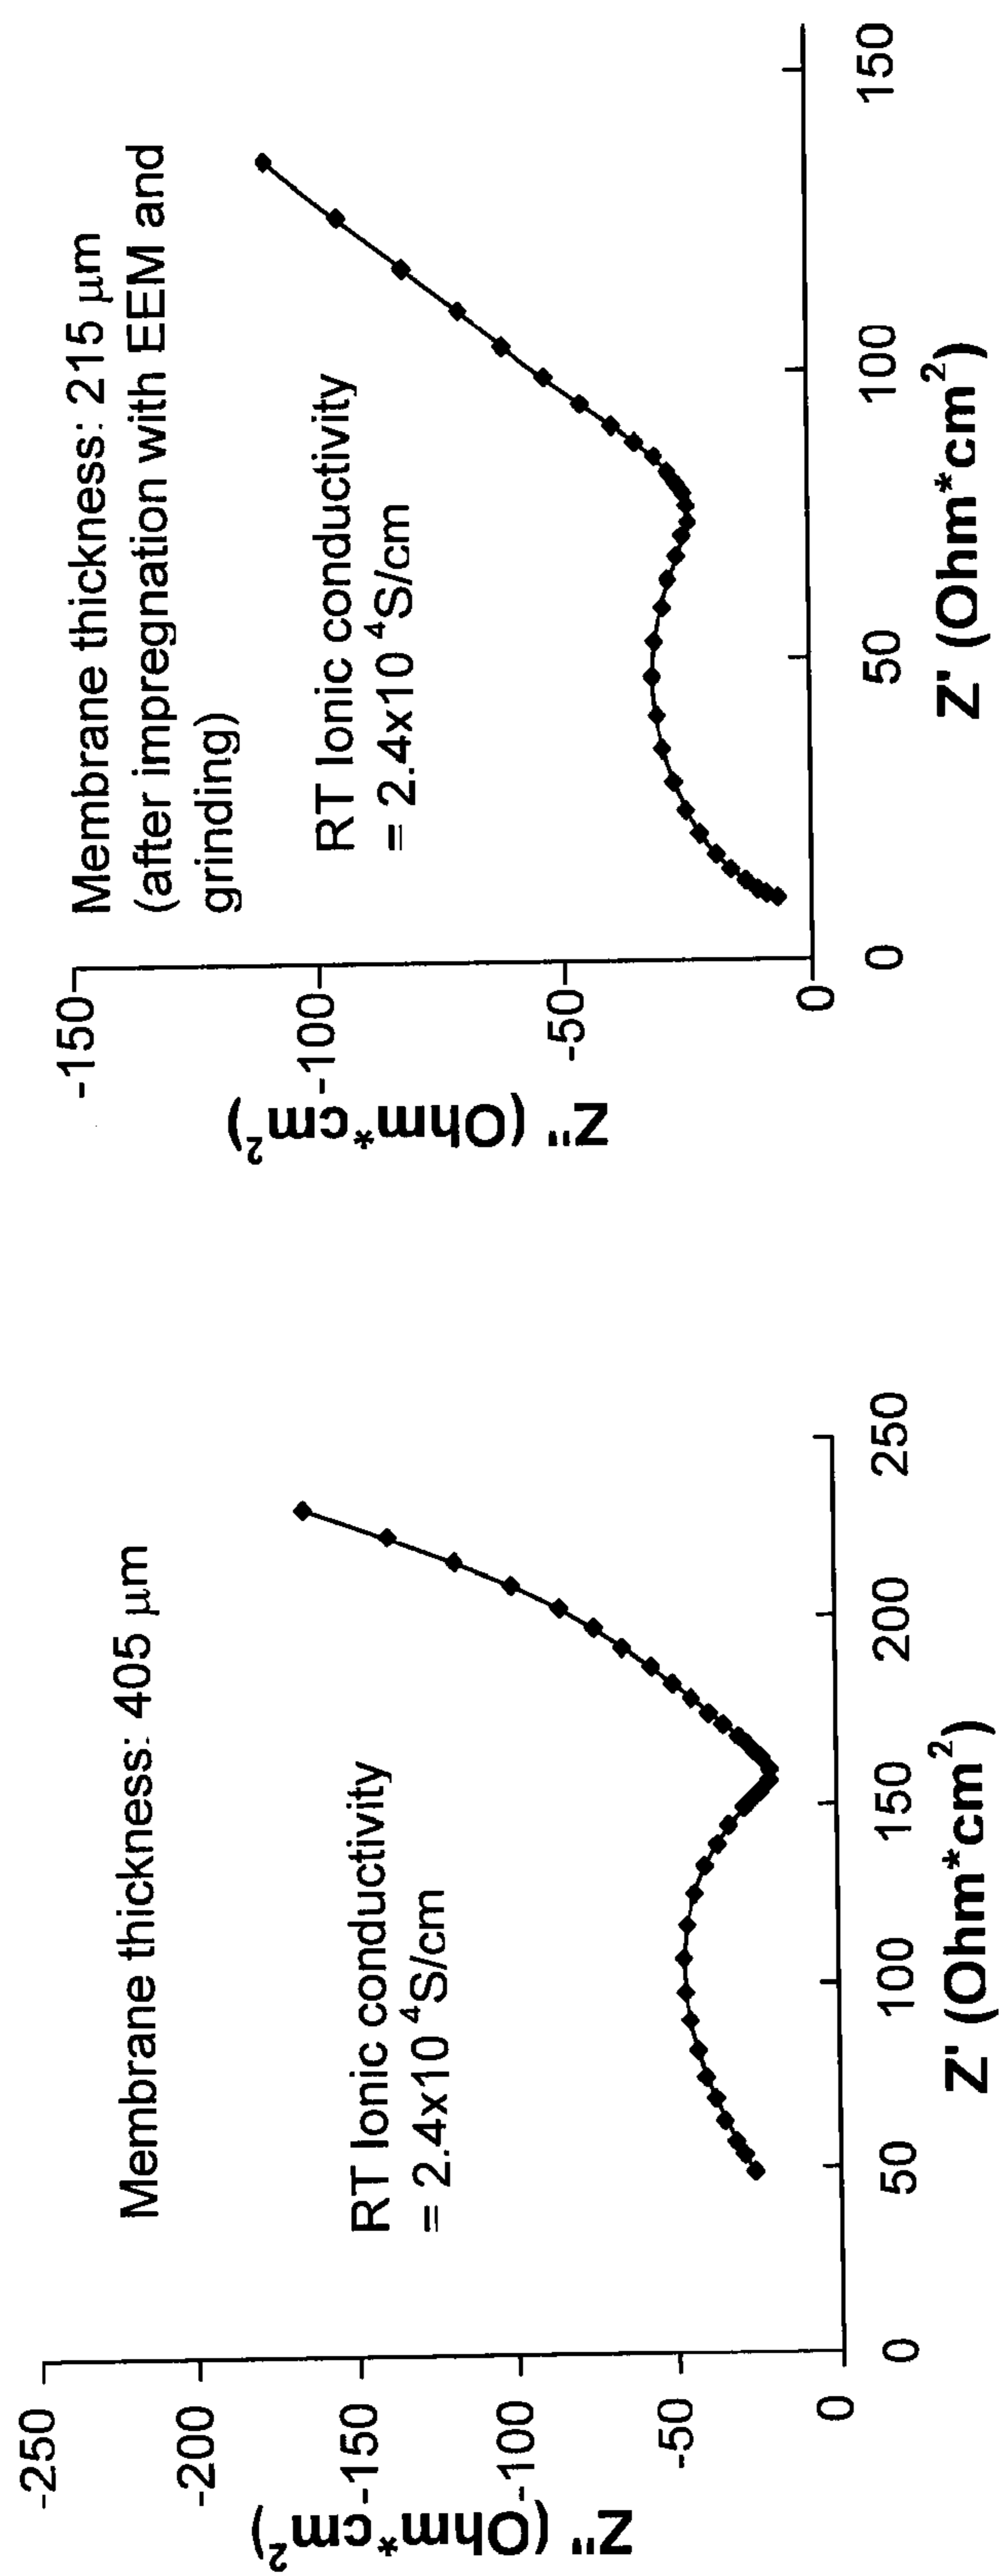 Membrane thickness: 405 μm
RT Ionic conductivity
= 2.4x10 4S/cm
-250
-200
-150
-100
-50
0
Z" (Ohm*cm2)
0
50
100
150
200
250
Z' (Ohm*cm2)
Membrane thickness: 215 μm
(after impregnation with EEM and
grinding)
RT Ionic conductivity
= 2.4x10 4S/cm
-150
-100
-50
0
Z" (Ohm*cm2)
0
50
100
150
Z' (Ohm*cm2)